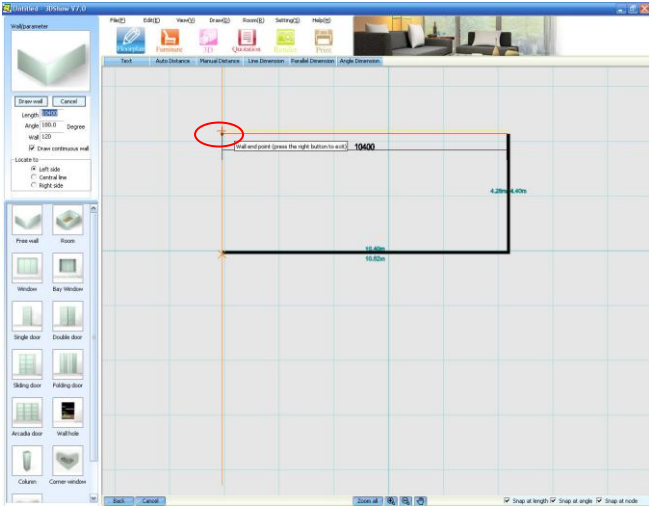 Untitled - 3DShow V7.0
File(F) Edit(E) View(V) Draw(D) Room(R) Setting(S) Help(H)
Wall/parameter
Floorplan Furniture 3D Quotation Render Print
Text Auto Distance Manual Distance Line Dimension Parallel Dimension Angle Dimension
Draw wall Cancel
Length 10400
Angle 180.0 Degree
Wall 120
Draw continuous wall
Locate to
Left side
Central line
Right side
Wall end point (press the right button to exit)
10400
4.28m 4.40m
10.40m
Free wall Room
Window Bay Window
Single door Double door
Sliding door Folding door
Arcadia door Wall hole
Column Corner window
Back Cancel Zoom all Snap at length Snap at angle Snap at node